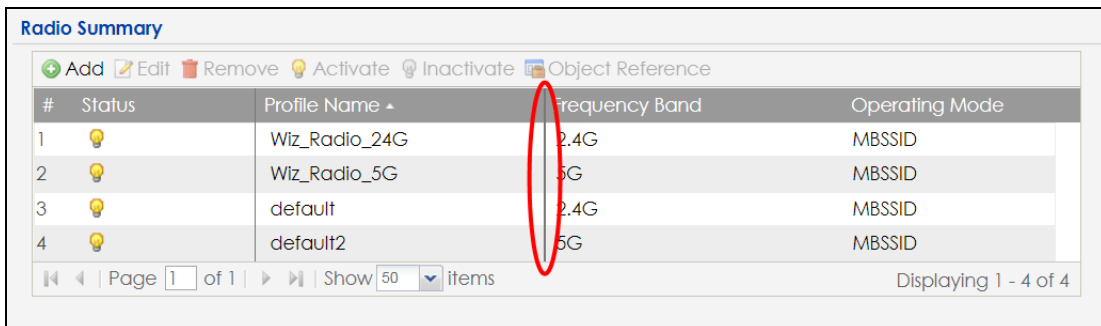 Radio Summary
Add Edit Remove Activate Inactivate Object Reference
# Status Profile Name Frequency Band Operating Mode
1 Wiz_Radio_24G 2.4G MBSSID
2 Wiz_Radio_5G 5G MBSSID
3 default 2.4G MBSSID
4 default2 5G MBSSID
Page 1 of 1 Show 50 items Displaying 1 - 4 of 4